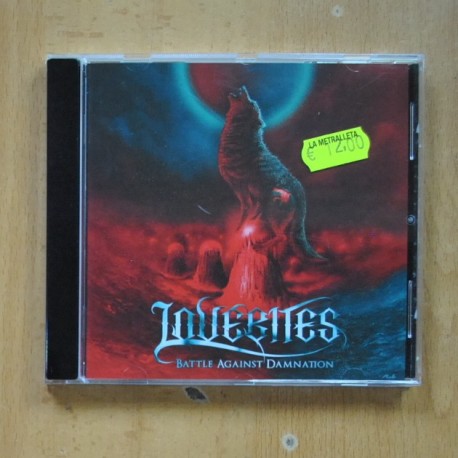 LA METRALLETA
€ 12.00
LOVEBITES
BATTLE AGAINST DAMNATION